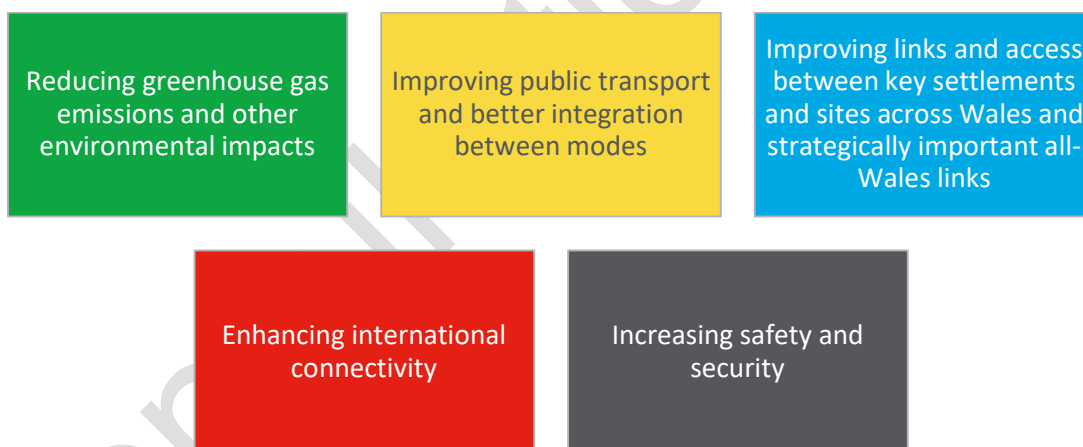 Reducing greenhouse gas
emissions and other
environmental impacts
Improving public transport
and better integration
between modes
Improving links and access
between key settlements
and sites across Wales and
strategically important all-
Wales links
Enhancing international
connectivity
Increasing safety and
security